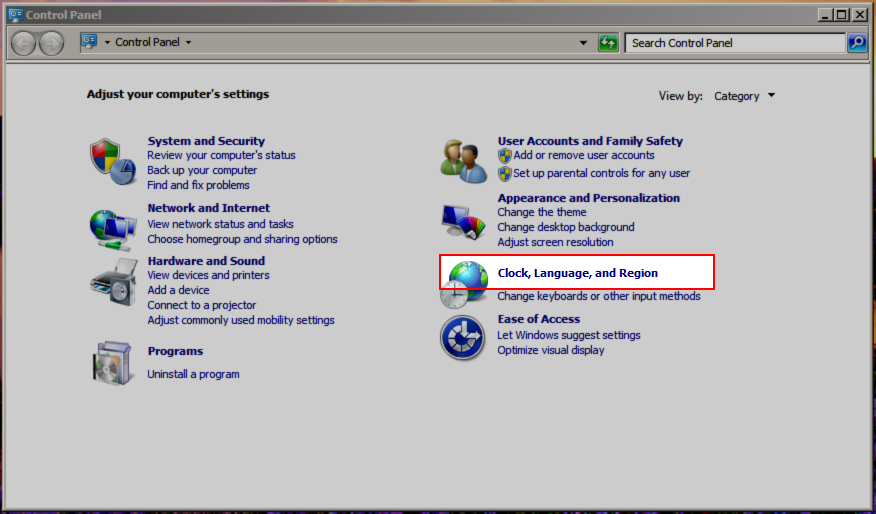 Control Panel
Control Panel
Search Control Panel
Adjust your computer's settings
View by: Category
System and Security
Review your computer's status
Back up your computer
Find and fix problems
Network and Internet
View network status and tasks
Choose homegroup and sharing options
Hardware and Sound
View devices and printers
Add a device
Connect to a projector
Adjust commonly used mobility settings
Programs
Uninstall a program
User Accounts and Family Safety
Add or remove user accounts
Set up parental controls for any user
Appearance and Personalization
Change the theme
Change desktop background
Adjust screen resolution
Clock, Language, and Region
Change keyboards or other input methods
Ease of Access
Let Windows suggest settings
Optimize visual display